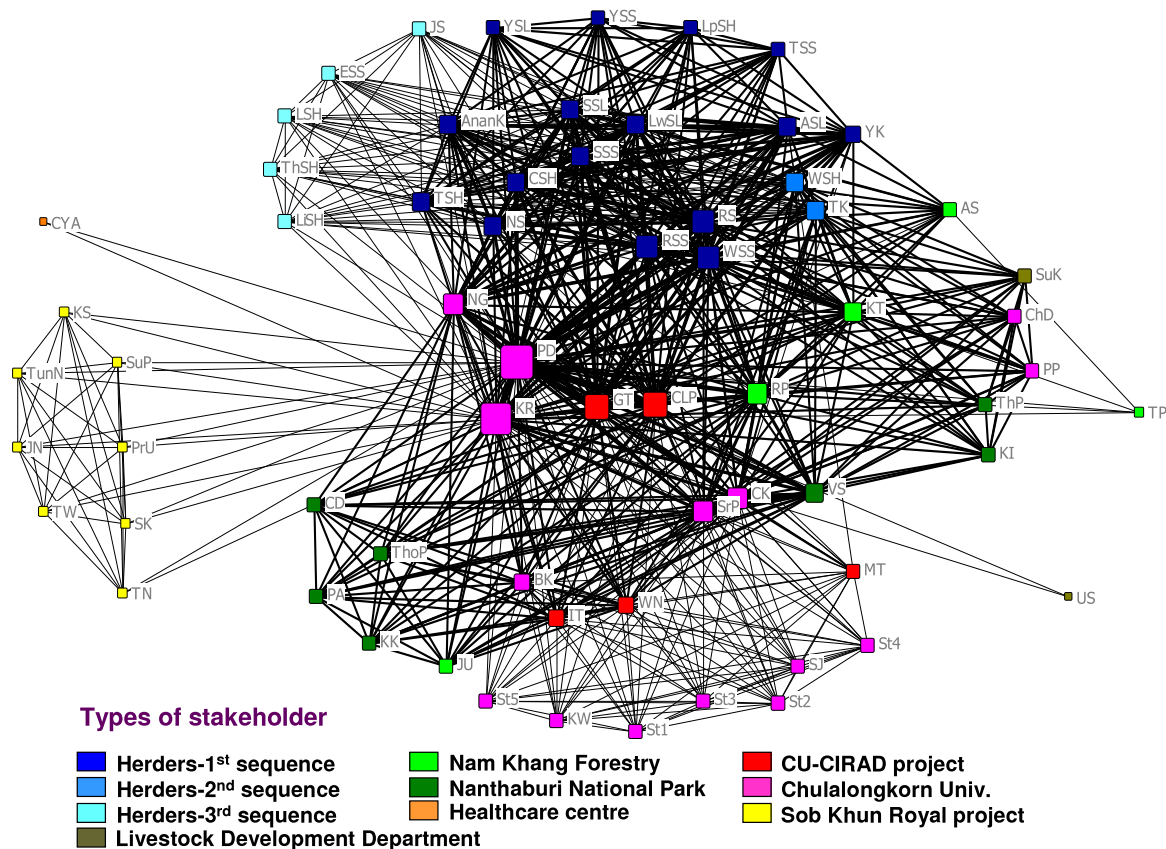 JS
YSL
YSS
LpSH
TSS
ESS
LSH
AnanK
SSL
LwSL
ASL
YK
SSS
ThSH
CSH
WSH
TSH
TK
AS
LiSH
NS
RS
CYA
RSS
WSS
SuK
NG
KT
ChD
KS
PD
SuP
TunN
PP
GT
CLP
RP
ThP
KR
TP
JN
PrU
KI
CD
CK
VS
SrP
TW
SK
ThoP
MT
BK
TN
PA
WN
US
IT
KK
St4
JU
SJ
St5
St3
St2
KW
St1
Types of stakeholder
Herders-1st sequence
Nam Khang Forestry
CU-CIRAD project
Herders-2nd sequence
Nanthaburi National Park
Chulalongkorn Univ.
Herders-3rd sequence
Healthcare centre
Sob Khun Royal project
Livestock Development Department